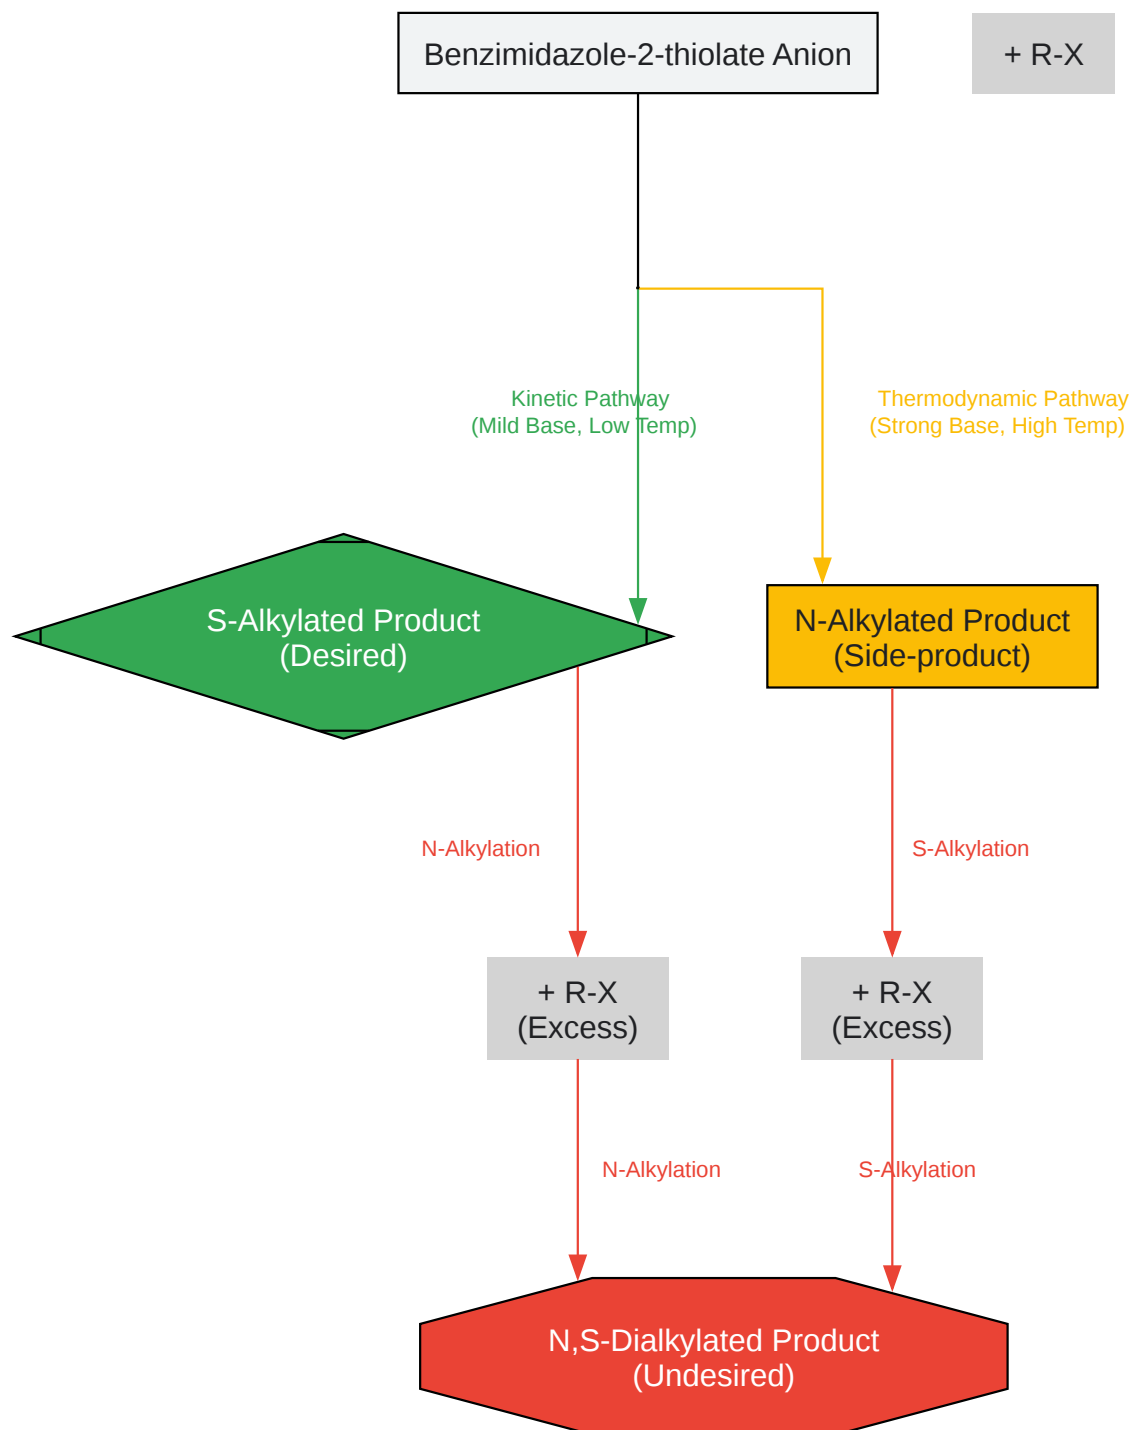 Benzimidazole-2-thiolate Anion
+ R-X
Kinetic Pathway
(Mild Base, Low Temp)
Thermodynamic Pathway
(Strong Base, High Temp)
S-Alkylated Product
(Desired)
N-Alkylated Product
(Side-product)
N-Alkylation
S-Alkylation
+ R-X
(Excess)
+ R-X
(Excess)
N-Alkylation
S-Alkylation
N,S-Dialkylated Product
(Undesired)